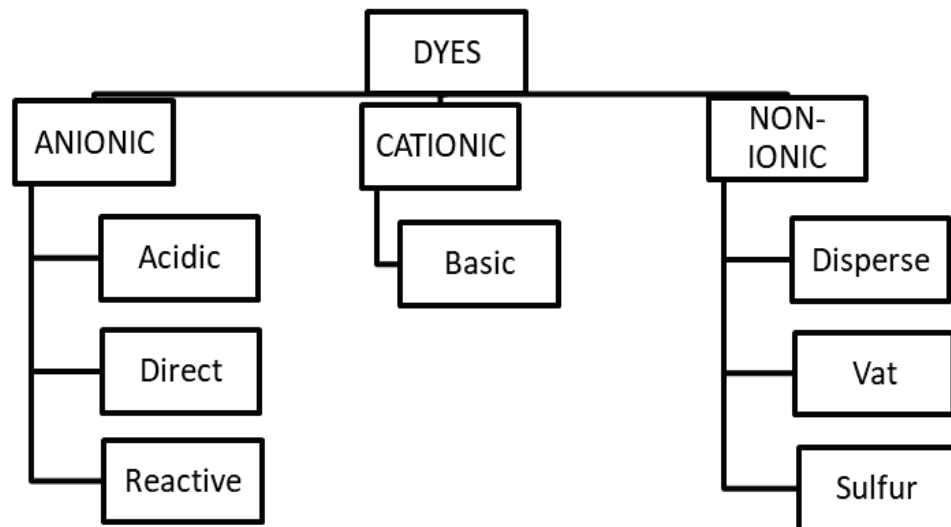 DYES
ANIONIC
CATIONIC
NON-
IONIC
Acidic
Basic
Disperse
Direct
Vat
Reactive
Sulfur